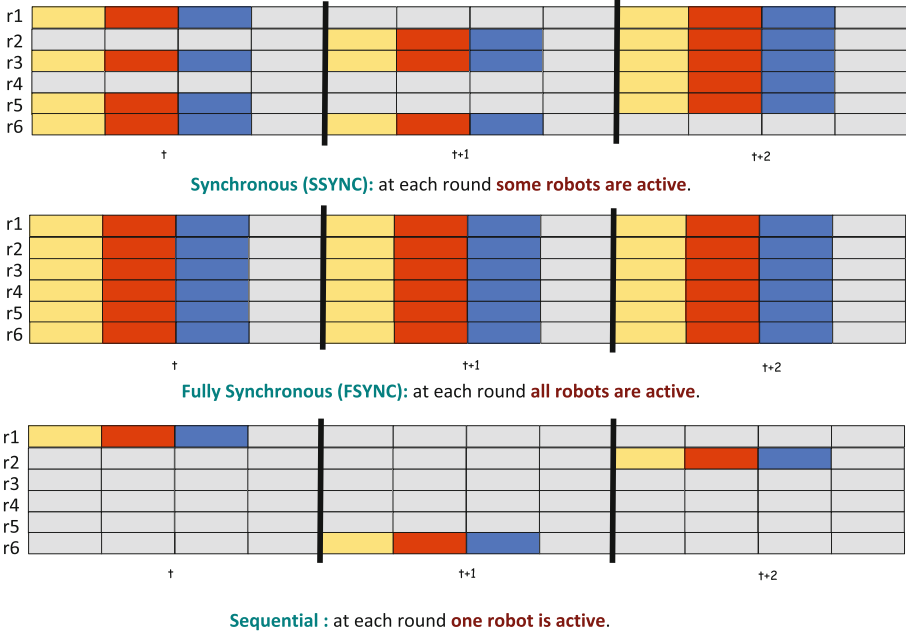 r1
r2
r3
r4
r5
r6
t t+1 t+2
Synchronous (SSYNC): at each round some robots are active.
r1
r2
r3
r4
r5
r6
t t+1 t+2
Fully Synchronous (FSYNC): at each round all robots are active.
r1
r2
r3
r4
r5
r6
t t+1 t+2
Sequential : at each round one robot is active.